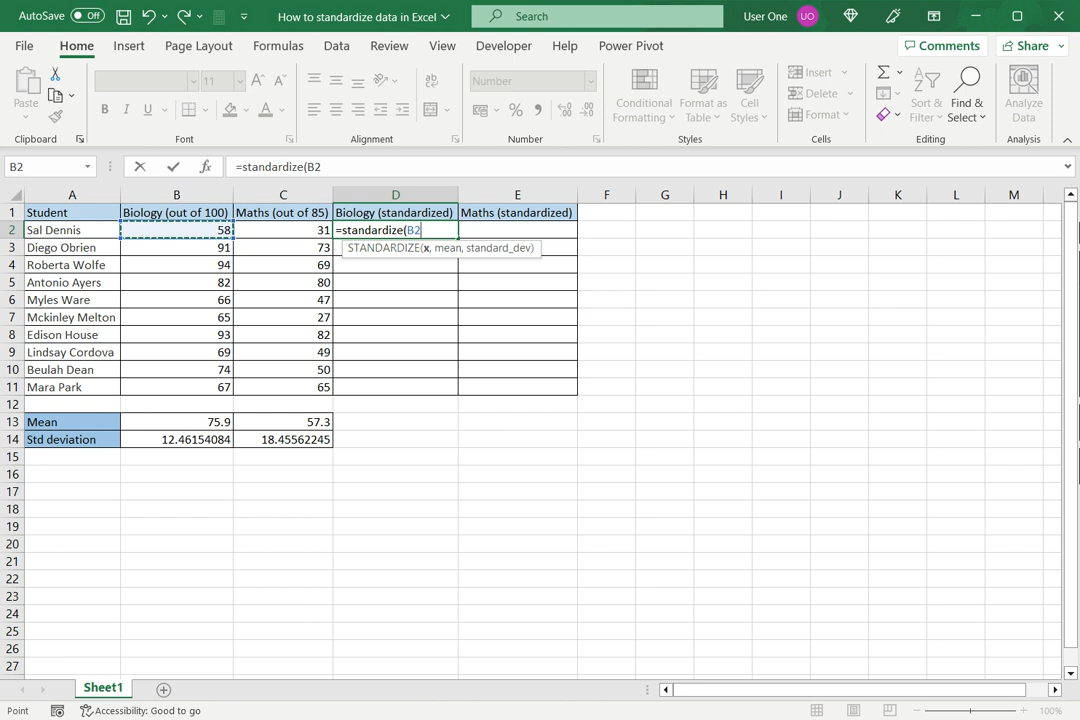 AutoSave Off How to standardize data in Excel Search User One UO
File Home Insert Page Layout Formulas Data Review View Developer Help Power Pivot Comments Share
Paste 11 A^ A˅ ab Number Conditional Formatting Format as Table Cell Styles Insert Delete Format Sort & Filter Find & Select Analyze Data
B I U A % 9 .00 .00
Clipboard Font Alignment Number Styles Cells Editing Analysis
B2 fx =standardize(B2
A B C D E F G H I J K L M
1 Student Biology (out of 100) Maths (out of 85) Biology (standardized) Maths (standardized)
2 Sal Dennis 58 31 =standardize(B2
3 Diego Obrien 91 73 STANDARDIZE(x, mean, standard_dev)
4 Roberta Wolfe 94 69
5 Antonio Ayers 82 80
6 Myles Ware 66 47
7 Mckinley Melton 65 27
8 Edison House 93 82
9 Lindsay Cordova 69 49
10 Beulah Dean 74 50
11 Mara Park 67 65
12
13 Mean 75.9 57.3
14 Std deviation 12.46154084 18.45562245
15
16
17
18
19
20
21
22
23
24
25
26
27
Sheet1
Point Accessibility: Good to go 100%